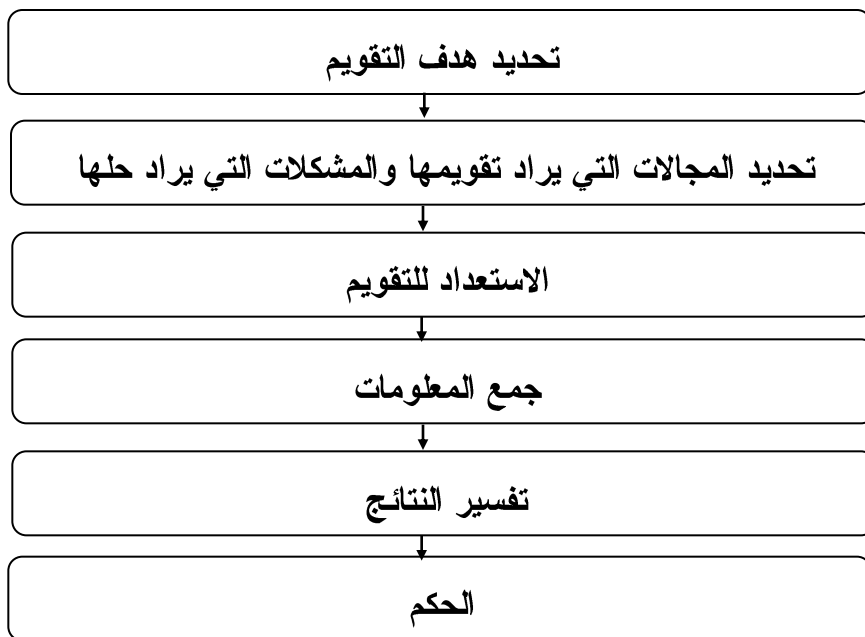 تحديد هدف التقويم
تحديد المجالات التي يراد تقويمها والمشكلات التي يراد حلها
الاستعداد للتقويم
جمع المعلومات
تفسير النتائج
الحكم